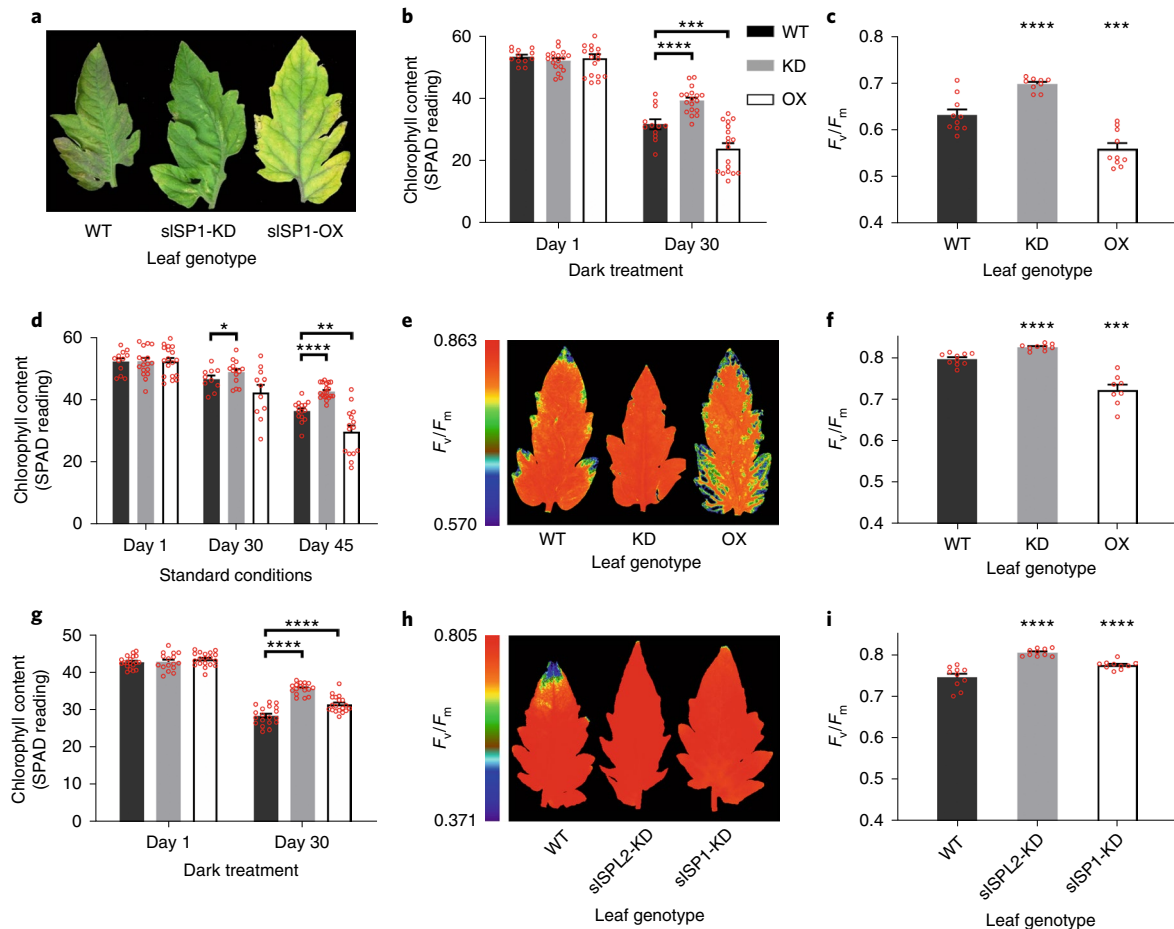 a
WT
slSP1-KD
slSP1-OX
Leaf genotype
b
Chlorophyll content
(SPAD reading)
60
40
20
0
***
****
Day 1
Day 30
Dark treatment
WT
KD
OX
c
Fv/Fm
0.8
0.7
0.6
0.5
0.4
****
***
WT
KD
OX
Leaf genotype
d
Chlorophyll content
(SPAD reading)
60
40
20
0
*
**
****
Day 1
Day 30
Day 45
Standard conditions
e
Fv/Fm
0.863
0.570
WT
KD
OX
Leaf genotype
f
Fv/Fm
0.9
0.8
0.7
0.6
0.5
0.4
****
***
WT
KD
OX
Leaf genotype
g
Chlorophyll content
(SPAD reading)
50
40
30
20
10
0
****
****
Day 1
Day 30
Dark treatment
h
Fv/Fm
0.805
0.371
WT
slSPL2-KD
slSP1-KD
Leaf genotype
i
Fv/Fm
0.9
0.8
0.7
0.6
0.5
0.4
****
****
WT
slSPL2-KD
slSP1-KD
Leaf genotype